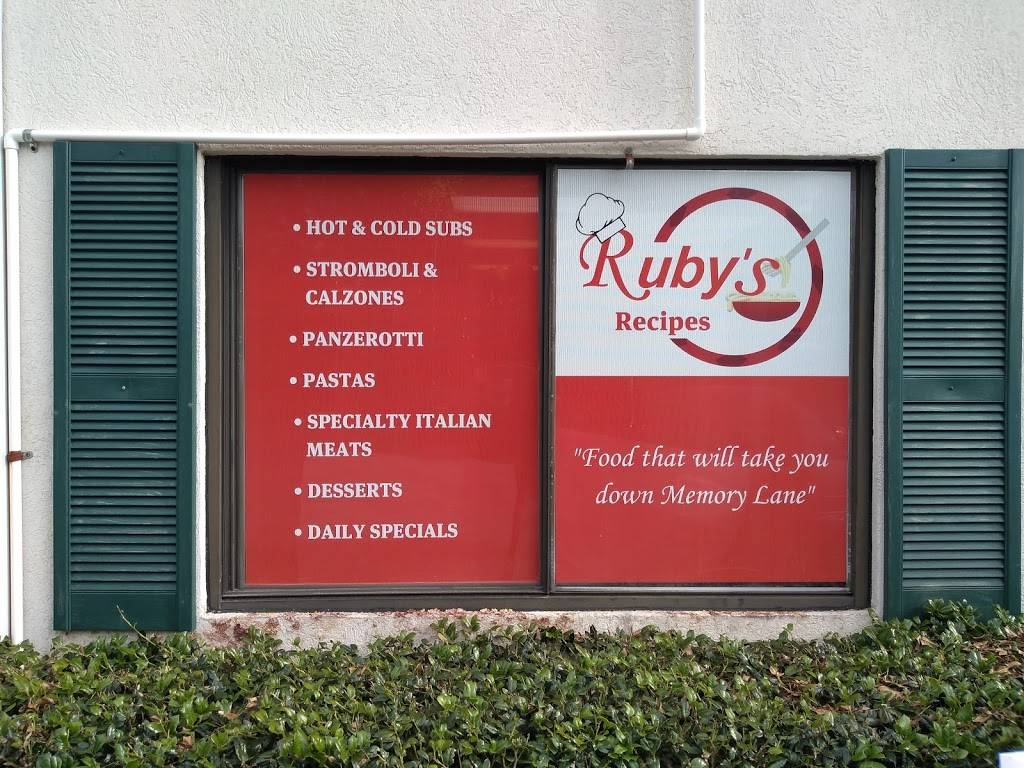 • HOT & COLD SUBS
• STROMBOLI &
CALZONES
• PANZEROTTI
• PASTAS
• SPECIALTY ITALIAN
MEATS
• DESSERTS
• DAILY SPECIALS
Ruby's
Recipes
"Food that will take you
down Memory Lane"